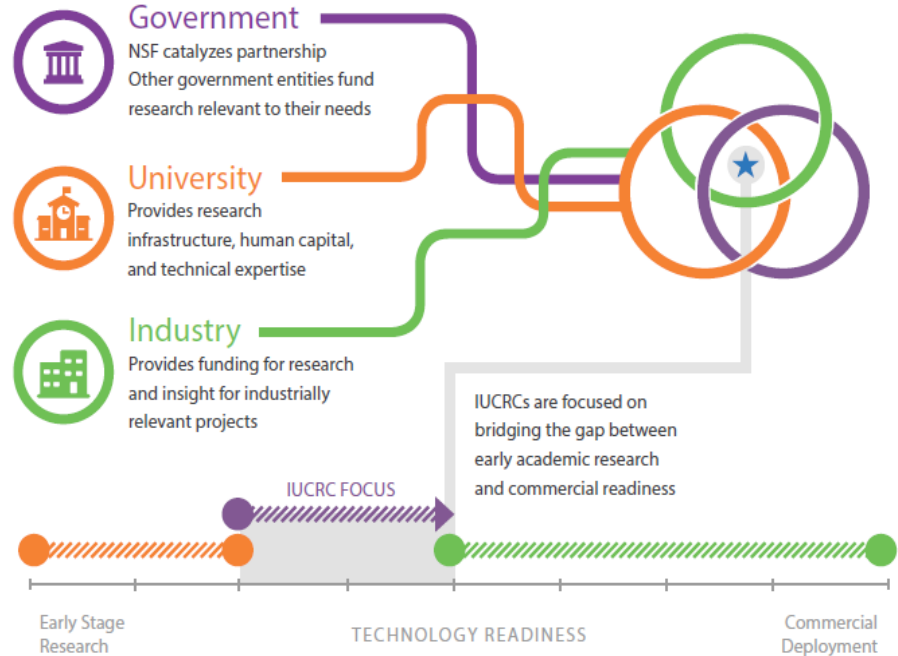 Government
NSF catalyzes partnership
Other government entities fund
research relevant to their needs
University
Provides research
infrastructure, human capital,
and technical expertise
Industry
Provides funding for research
and insight for industrially
relevant projects
IUCRCs are focused on
bridging the gap between
early academic research
and commercial readiness
IUCRC FOCUS
Early Stage
Research
TECHNOLOGY READINESS
Commercial
Deployment